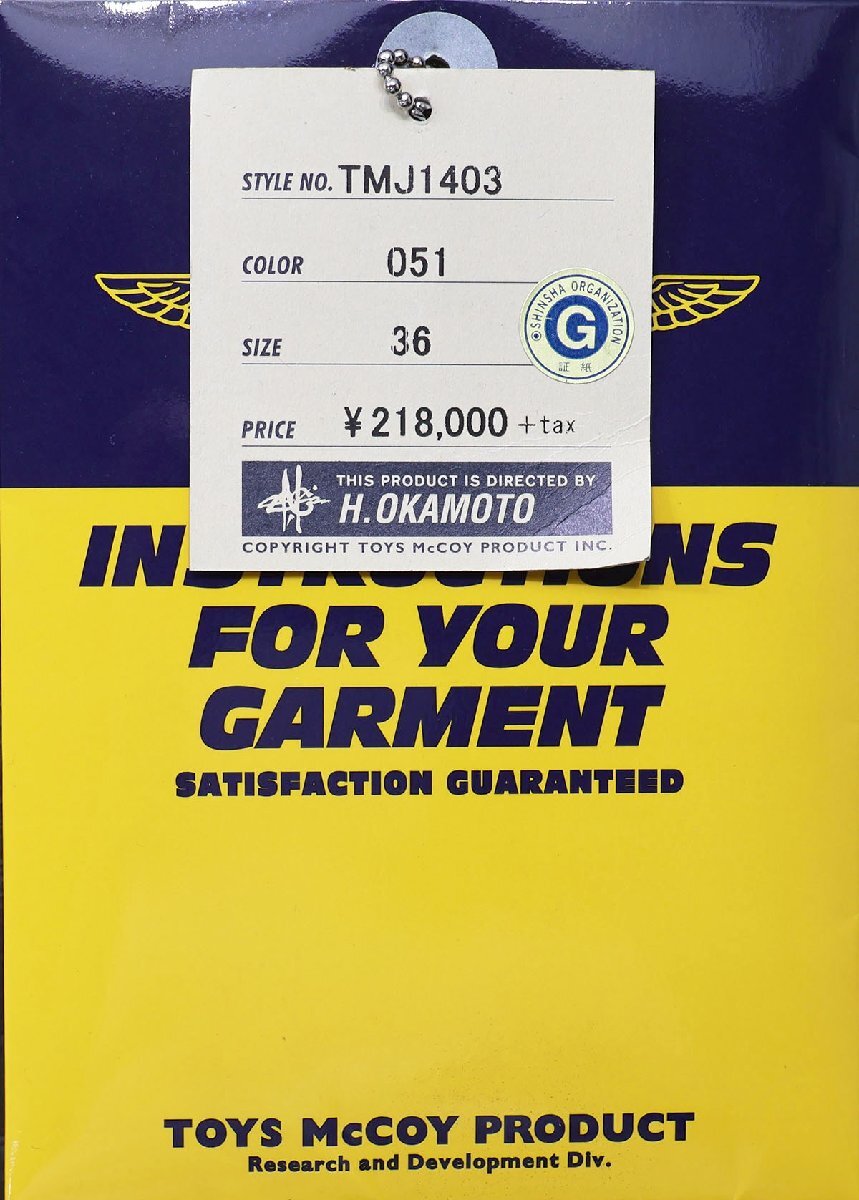 STYLE NO. TMJ1403
COLOR 051
SIZE 36
SHINSHA ORGANIZATION
G
証紙
PRICE ¥218,000 +tax
THIS PRODUCT IS DIRECTED BY
H.OKAMOTO
COPYRIGHT TOYS McCOY PRODUCT INC.
INSTRUCTIONS
FOR YOUR
GARMENT
SATISFACTION GUARANTEED
TOYS McCOY PRODUCT
Research and Development Div.